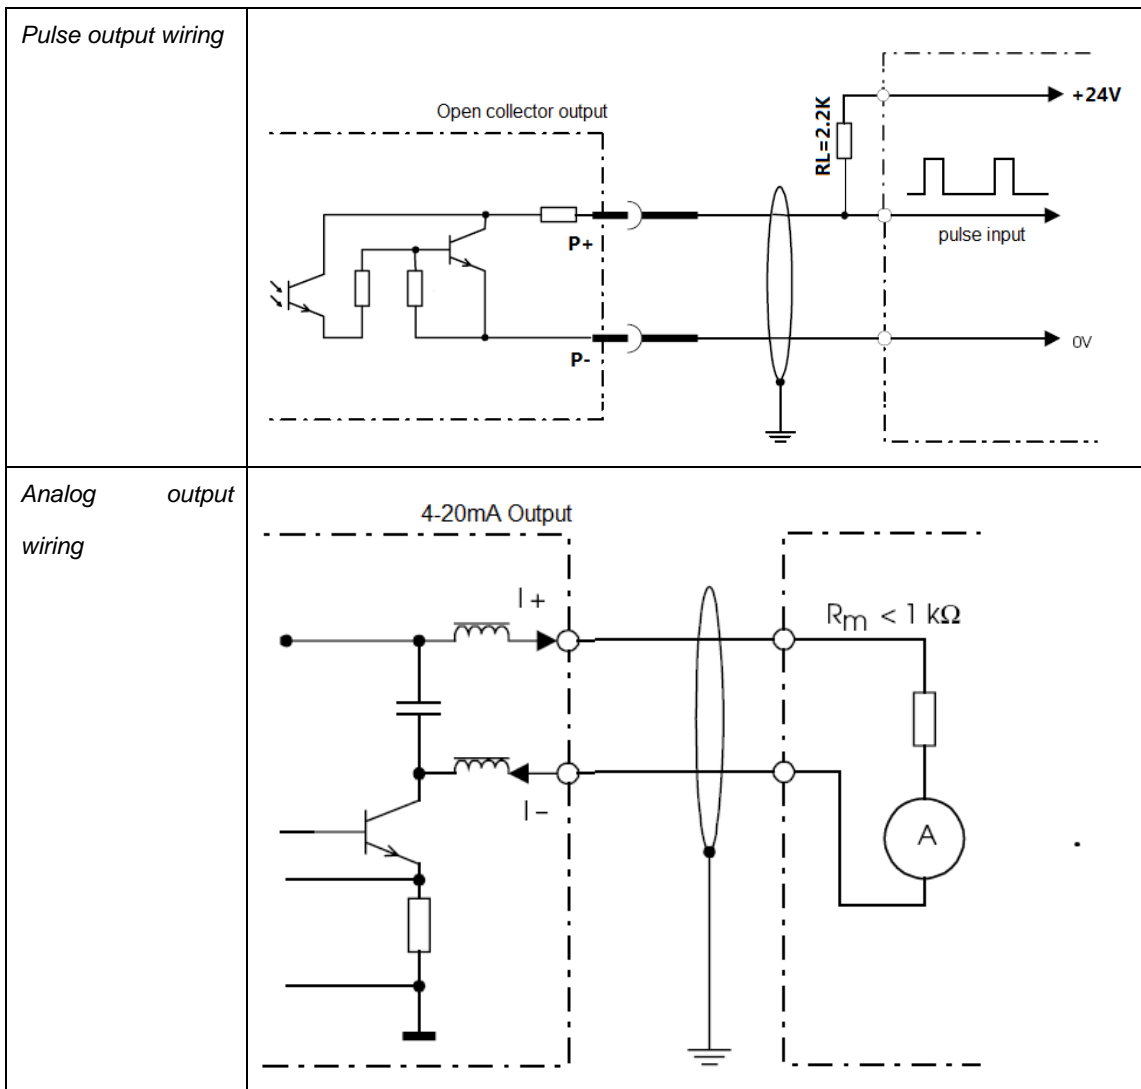 Pulse output wiring
Open collector output
P+
P-
RL=2.2K
+24V
pulse input
0V
Analog output
wiring
4-20mA Output
I+
I-
Rm < 1 kΩ
A